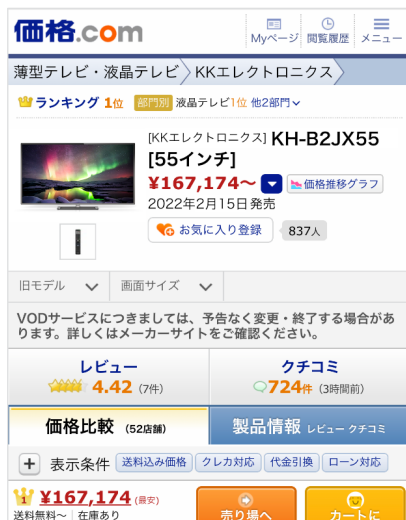 価格.com
Myページ 閲覧履歴 メニュー
薄型テレビ・液晶テレビ KKエレクトロニクス
ランキング 1位 部門別 液晶テレビ1位 他2部門
[KKエレクトロニクス] KH-B2JX55
[55インチ]
¥167,174～ 価格推移グラフ
2022年2月15日発売
お気に入り登録 837人
旧モデル 画面サイズ
VODサービスにつきましては、予告なく変更・終了する場合があ
ります。詳しくはメーカーサイトをご確認ください。
レビュー クチコミ
4.42 (7件) 724件 (3時間前)
価格比較 (52店舗) 製品情報 レビュー クチコミ
+ 表示条件 送料込み価格 クレカ対応 代金引換 ローン対応
1 ¥167,174 (最安)
送料無料～ 在庫あり 売り場へ カートに